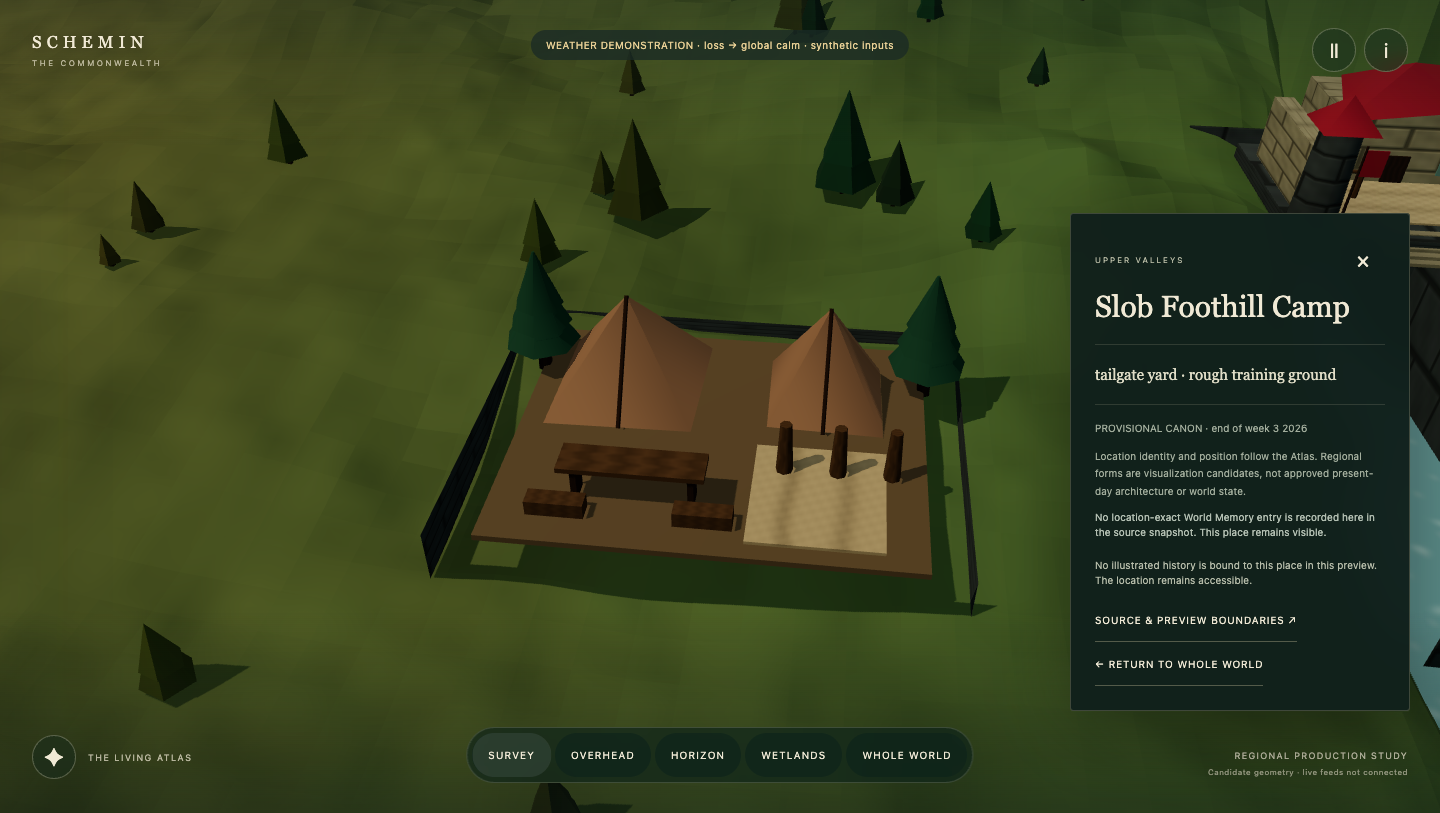 SCHEMIN
THE COMMONWEALTH
WEATHER DEMONSTRATION · loss → global calm · synthetic inputs
i
UPPER VALLEYS
Slob Foothill Camp
tailgate yard · rough training ground
PROVISIONAL CANON · end of week 3 2026
Location identity and position follow the Atlas. Regional
forms are visualization candidates, not approved present-
day architecture or world state.
No location-exact World Memory entry is recorded here in
the source snapshot. This place remains visible.
No illustrated history is bound to this place in this preview.
The location remains accessible.
SOURCE & PREVIEW BOUNDARIES ↗
← RETURN TO WHOLE WORLD
THE LIVING ATLAS
SURVEY
OVERHEAD
HORIZON
WETLANDS
WHOLE WORLD
REGIONAL PRODUCTION STUDY
Candidate geometry · live feeds not connected